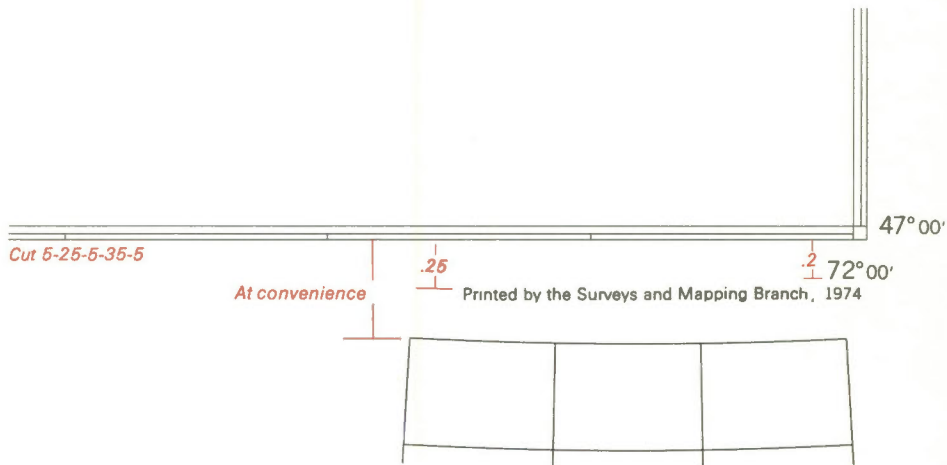 47°00'
Cut 5-25-5-35-5
.25
.2
72°00'
At convenience
Printed by the Surveys and Mapping Branch, 1974